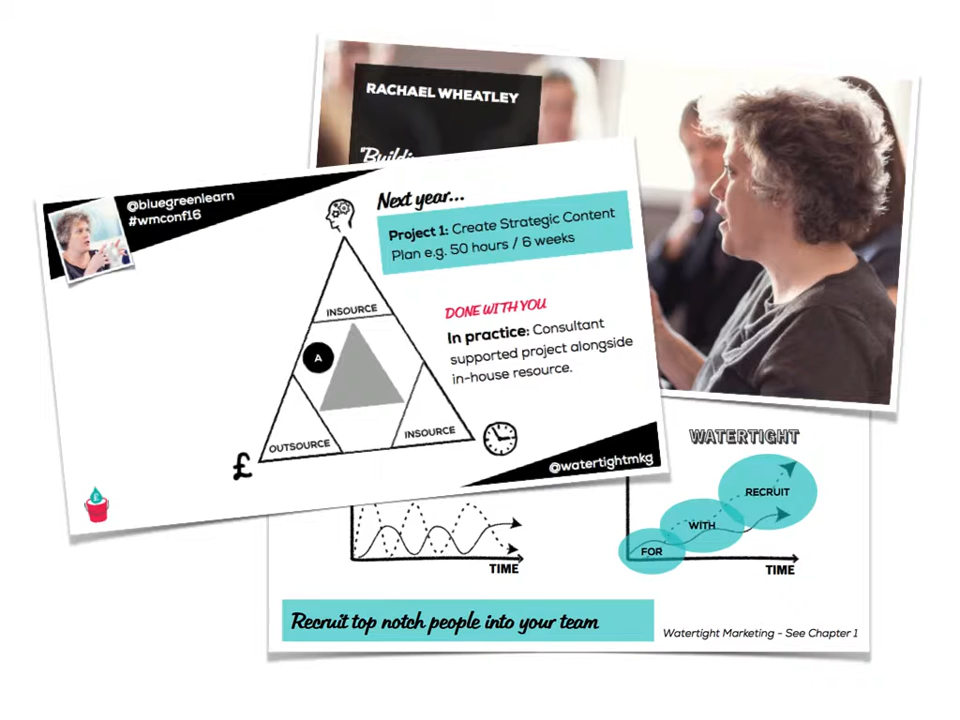 RACHAEL WHEATLEY
"Building
@bluegreenlearn
#wmconf16
Next year...
Project 1: Create Strategic Content
Plan e.g. 50 hours / 6 weeks
INSOURCE
DONE WITH YOU
In practice: Consultant
supported project alongside
in-house resource.
A
OUTSOURCE
INSOURCE
£
@watertightmkg
WATERTIGHT
RECRUIT
WITH
FOR
TIME
TIME
Recruit top notch people into your team
Watertight Marketing - See Chapter 1